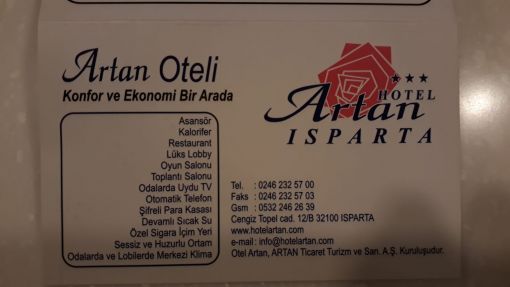 Artan Oteli
Konfor ve Ekonomi Bir Arada
Asansör
Kalorifer
Restaurant
Lüks Lobby
Oyun Salonu
Toplantı Salonu
Odalarda Uydu TV
Otomatik Telefon
Şifreli Para Kasası
Devamlı Sıcak Su
Özel Sigara İçim Yeri
Sessiz ve Huzurlu Ortam
Odalarda ve Lobilerde Merkezi Klima
HOTEL
Artan
ISPARTA
Tel. : 0246 232 57 00
Faks : 0246 232 57 03
Gsm : 0532 246 26 39
Cengiz Topel cad. 12/B 32100 ISPARTA
www.hotelartan.com
e-mail : info@hotelartan.com
Otel Artan, ARTAN Ticaret Turizm ve San. A.Ş. Kuruluşudur.